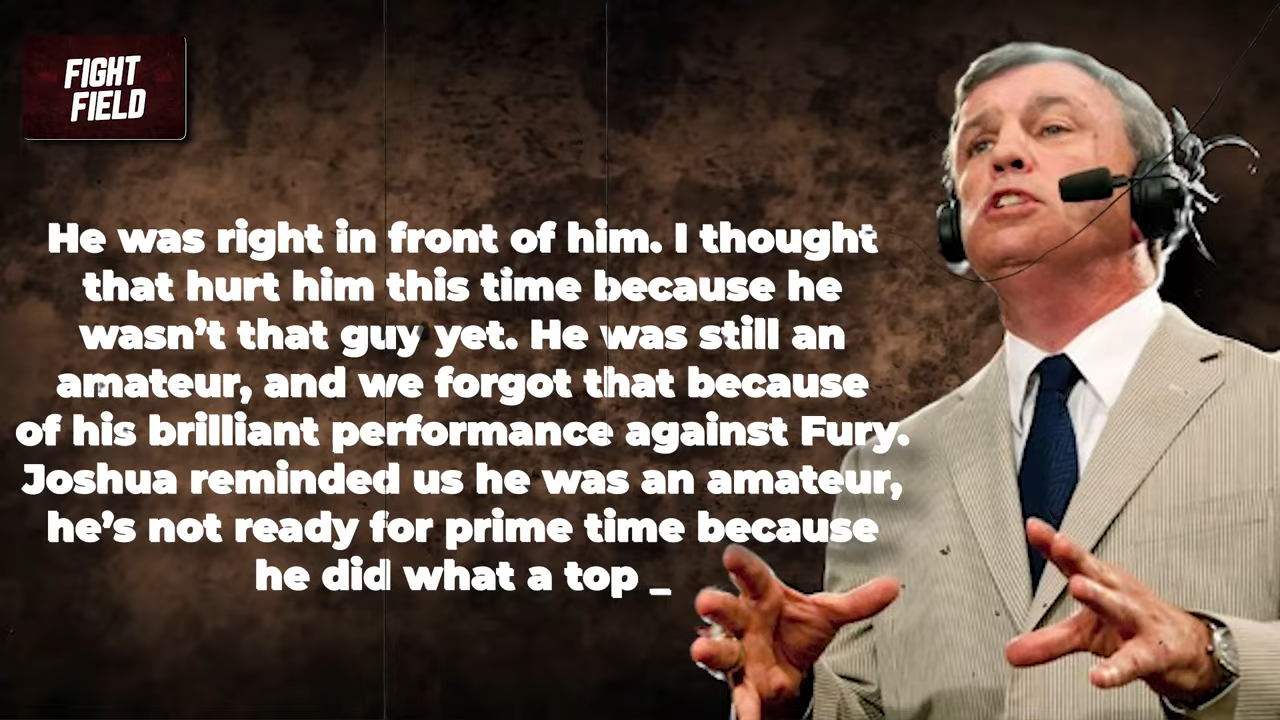 FIGHT
FIELD
He was right in front of him. I thought
that hurt him this time because he
wasn’t that guy yet. He was still an
amateur, and we forgot that because
of his brilliant performance against Fury.
Joshua reminded us he was an amateur,
he’s not ready for prime time because
he did what a top _